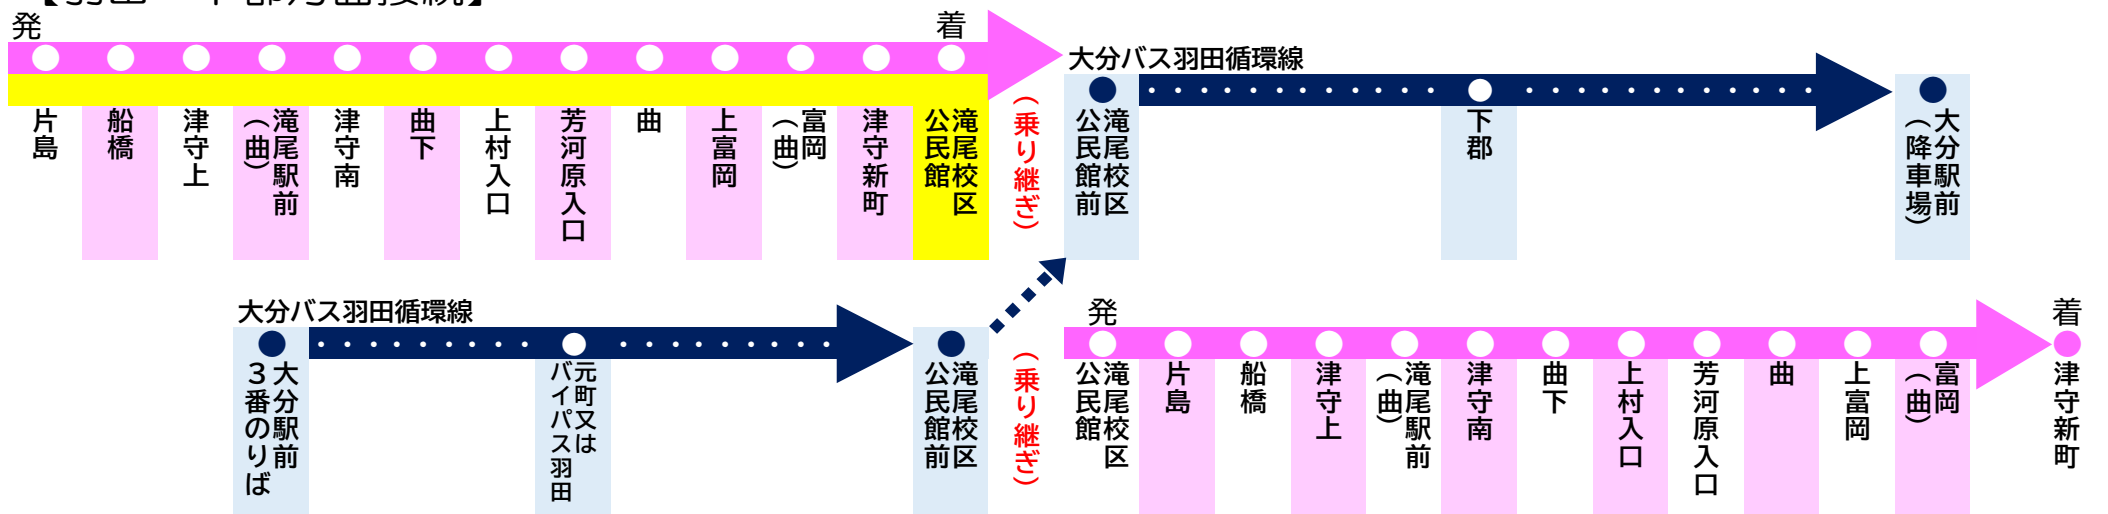 発
着
片島
船橋
津守上
滝尾駅前
（曲）
津守南
曲下
上村入口
芳河原入口
曲
上富岡
富岡
（曲）
津守新町
滝尾校区
公民館
（乗り継ぎ）
大分バス羽田循環線
滝尾校区
公民館前
下郡
大分駅前
（降車場）
大分バス羽田循環線
大分駅前
３番のりば
元町又は
バイパス羽田
滝尾校区
公民館前
（乗り継ぎ）
発
着
滝尾校区
公民館
片島
船橋
津守上
滝尾駅前
（曲）
津守南
曲下
上村入口
芳河原入口
曲
上富岡
富岡
（曲）
津守新町